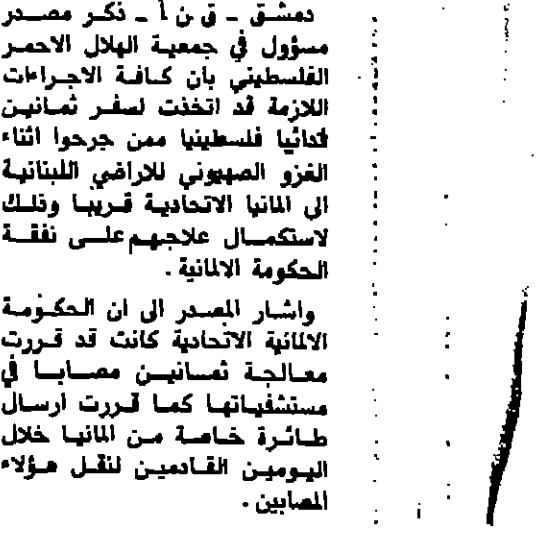 دمشق ـ ق ن أ ـ ذكر مصدر
مسؤول في جمعية الهلال الاحمر
الفلسطيني بأن كافة الاجراءات
اللازمة قد اتخذت لسفر ثمانين
فدائيا فلسطينيا ممن جرحوا اثناء
الغزو الصهيوني للاراضي اللبنانية
الى المانيا الاتحادية قريبا وذلك
لاستكمال علاجهم على نفقة
الحكومة الالمانية .
واشار المصدر الى ان الحكومة
الالمانية الاتحادية كانت قد قررت
معالجة ثمانين مصابا في
مستشفياتها كما قررت ارسال
طائرة خاصة من المانيا خلال
اليومين القادمين لنقل هؤلاء
المصابين .